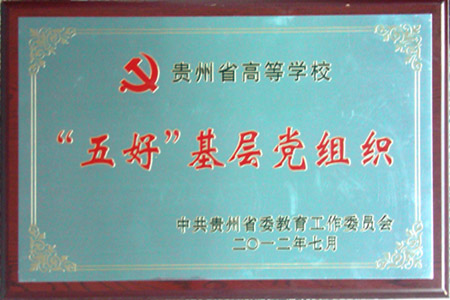 贵州省高等学校
“五好”基层党组织
中共贵州省委教育工作委员会
二〇一二年七月